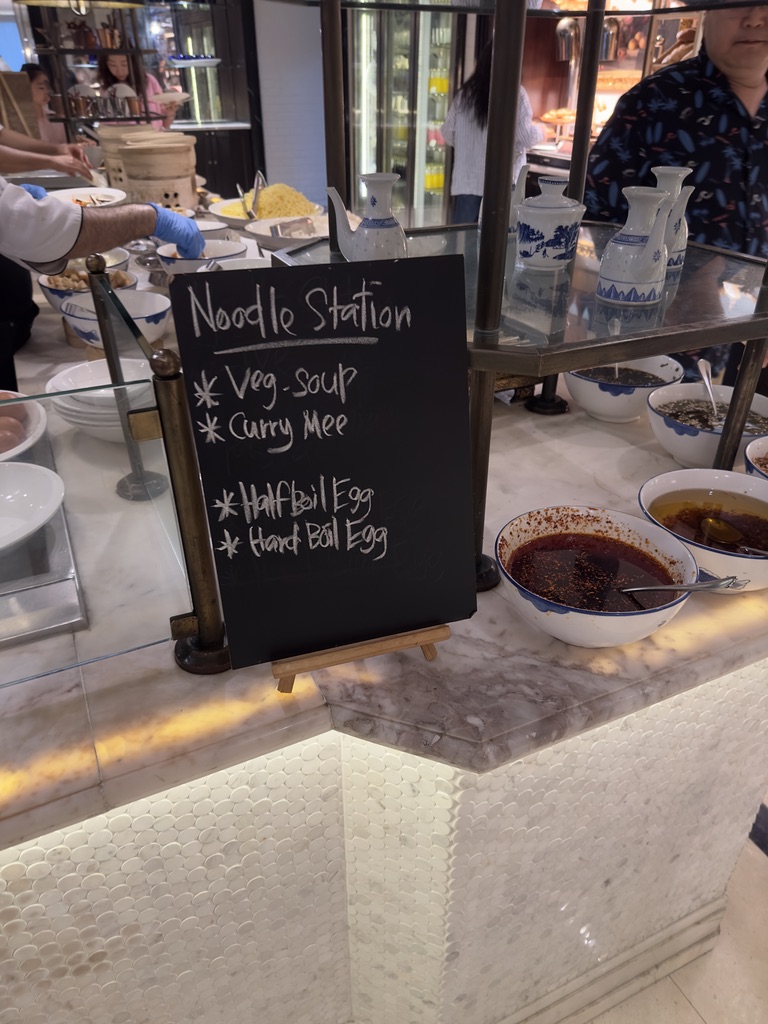 Noodle Station
* Veg-Soup
* Curry Mee
* Half boil Egg
* Hard Boil Egg